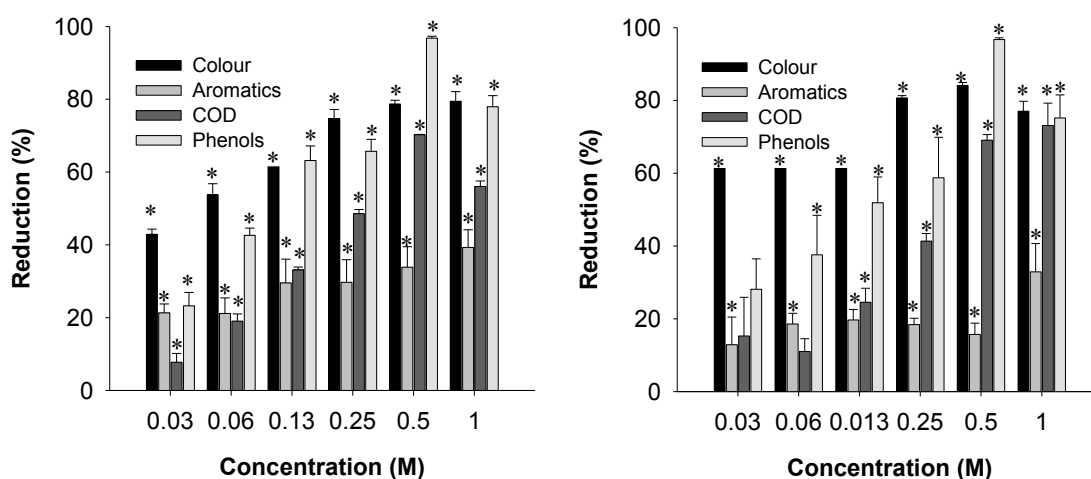 100
80
60
40
20
0
Reduction (%)
Colour
Aromatics
COD
Phenols
* * * * * * * * * * * * * * * * * * * * * * * *
0.03 0.06 0.13 0.25 0.5 1
Concentration (M)
100
80
60
40
20
0
Reduction (%)
Colour
Aromatics
COD
Phenols
* * * * * * * * * * * * * * * * * * * *
0.03 0.06 0.013 0.25 0.5 1
Concentration (M)